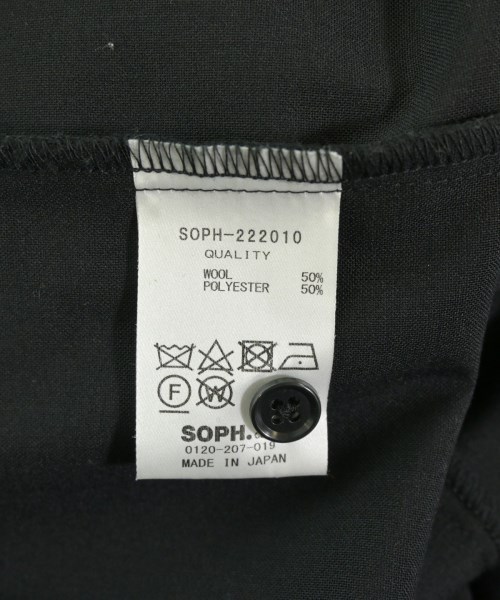 SOPH-222010
QUALITY
WOOL 50%
POLYESTER 50%
F W
SOPH.
0120-207-019
MADE IN JAPAN